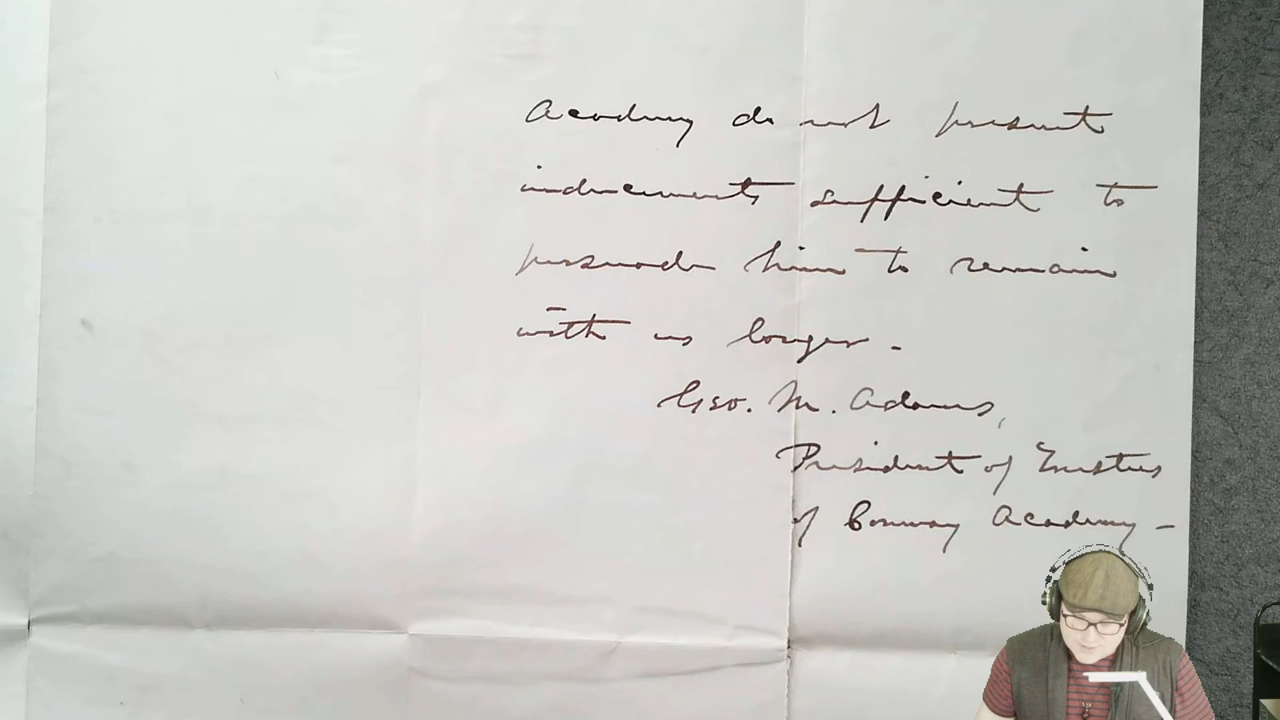 Academy do not present
inducements sufficient to
persuade him to remain
with us longer.
Geo. M. Adams,
President of Trustees
of Conway Academy -